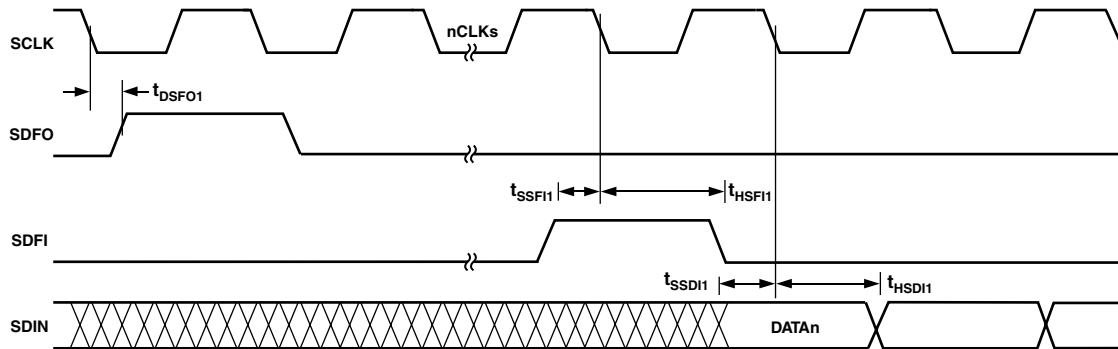 nCLKs
SCLK
tDSFO1
SDFO
tSSFI1 tHSFI1
SDFI
tSSDI1 tHSDI1
SDIN DATAn